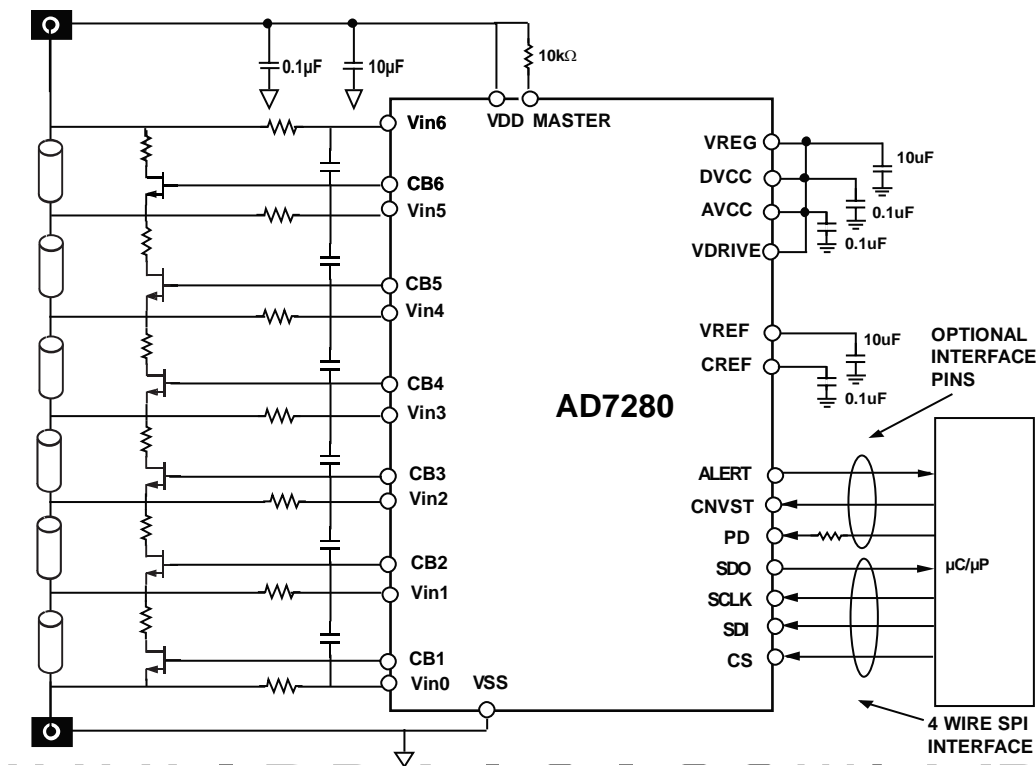 0.1µF
10µF
10kΩ
VDD MASTER
Vin6
CB6
Vin5
CB5
Vin4
CB4
Vin3
CB3
Vin2
CB2
Vin1
CB1
Vin0
VSS
AD7280
VREG
DVCC
AVCC
VDRIVE
10uF
0.1uF
0.1uF
VREF
CREF
10uF
0.1uF
OPTIONAL
INTERFACE
PINS
ALERT
CNVST
PD
SDO
SCLK
SDI
CS
µC/µP
4 WIRE SPI
INTERFACE